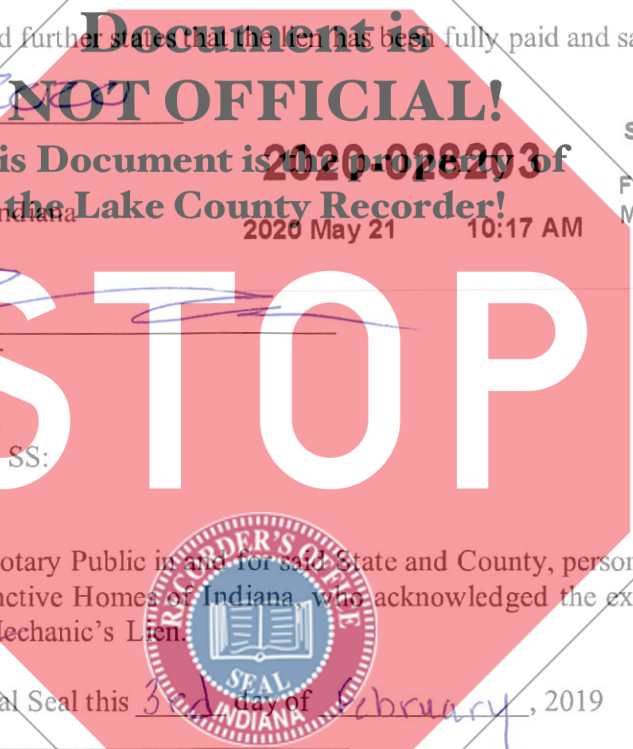 Document is
d further states that the lien has been fully paid and sa
2020
NOT OFFICIAL!
is Document is the property of
2020-028293
the Lake County Recorder!
ndiana
2020 May 21 10:17 AM
STOP
SS:
otary Public in and for said State and County, person
nctive Homes of Indiana, who acknowledged the ex
Mechanic's Lien.
RECORDER'S OFFICE
SEAL
INDIANA
al Seal this 3rd day of February, 2019